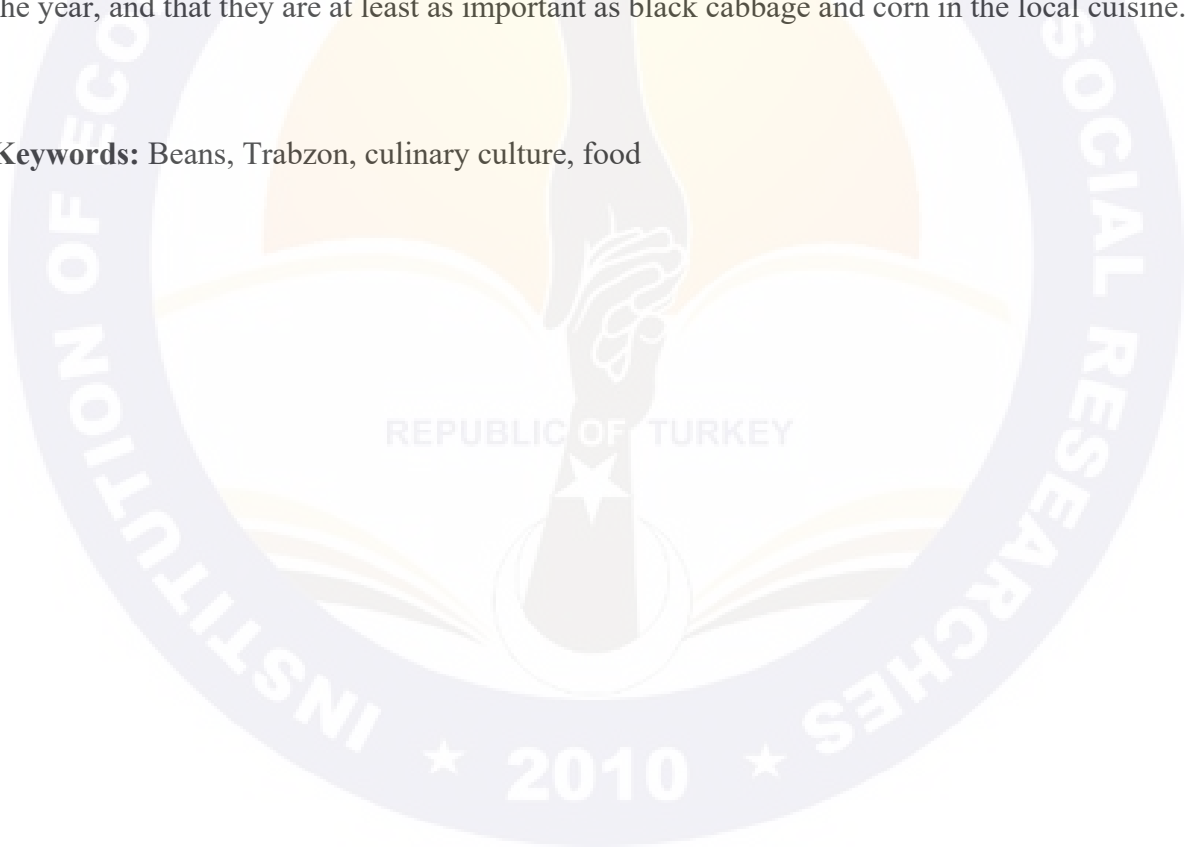 the year, and that they are at least as important as black cabbage and corn in the local cuisine.
Keywords: Beans, Trabzon, culinary culture, food
INSTITUTION OF ECO
SOCIAL RESEARCHES
REPUBLIC OF TURKEY
★ 2010 ★